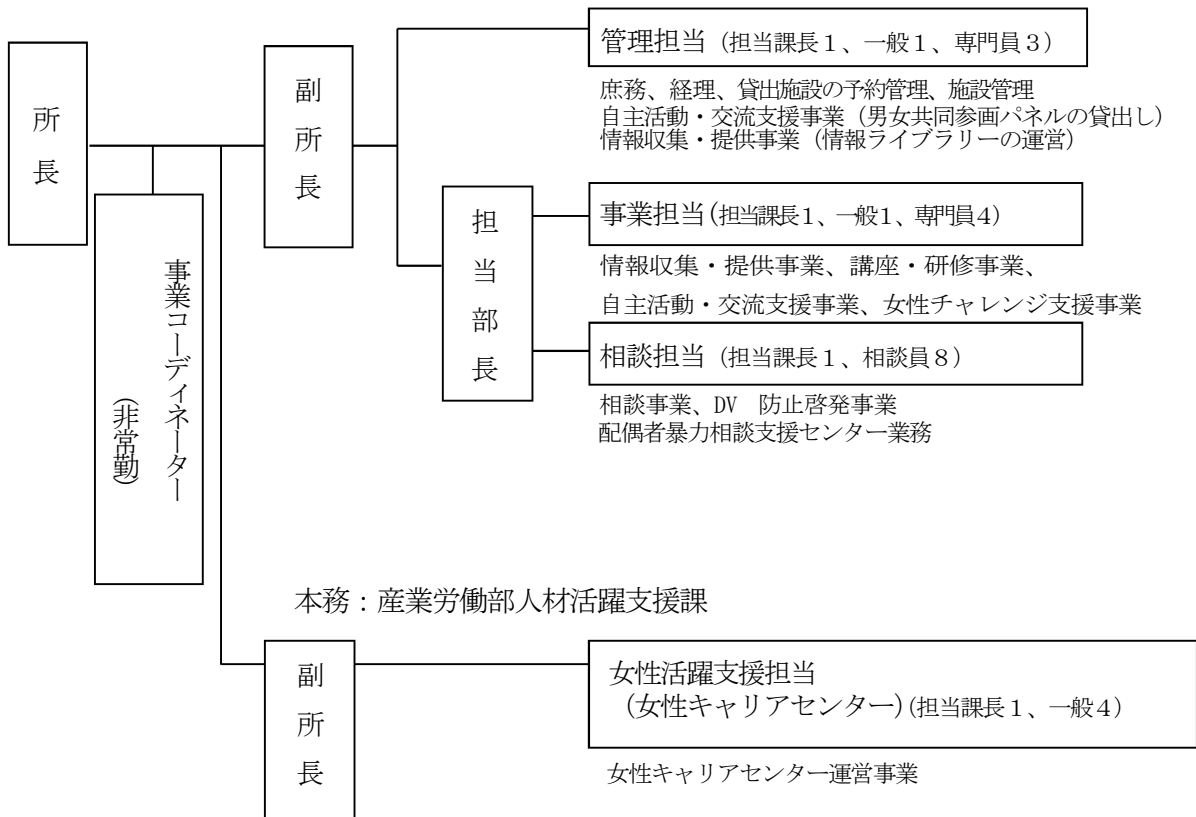 所長
事業コーディネーター
(非常勤)
副所長
管理担当（担当課長１、一般１、専門員３）
庶務、経理、貸出施設の予約管理、施設管理
自主活動・交流支援事業（男女共同参画パネルの貸出し）
情報収集・提供事業（情報ライブラリーの運営）
担当部長
事業担当(担当課長１、一般１、専門員４)
情報収集・提供事業、講座・研修事業、
自主活動・交流支援事業、女性チャレンジ支援事業
相談担当（担当課長１、相談員８）
相談事業、DV　防止啓発事業
配偶者暴力相談支援センター業務
本務：産業労働部人材活躍支援課
副所長
女性活躍支援担当
（女性キャリアセンター）(担当課長１、一般４）
女性キャリアセンター運営事業